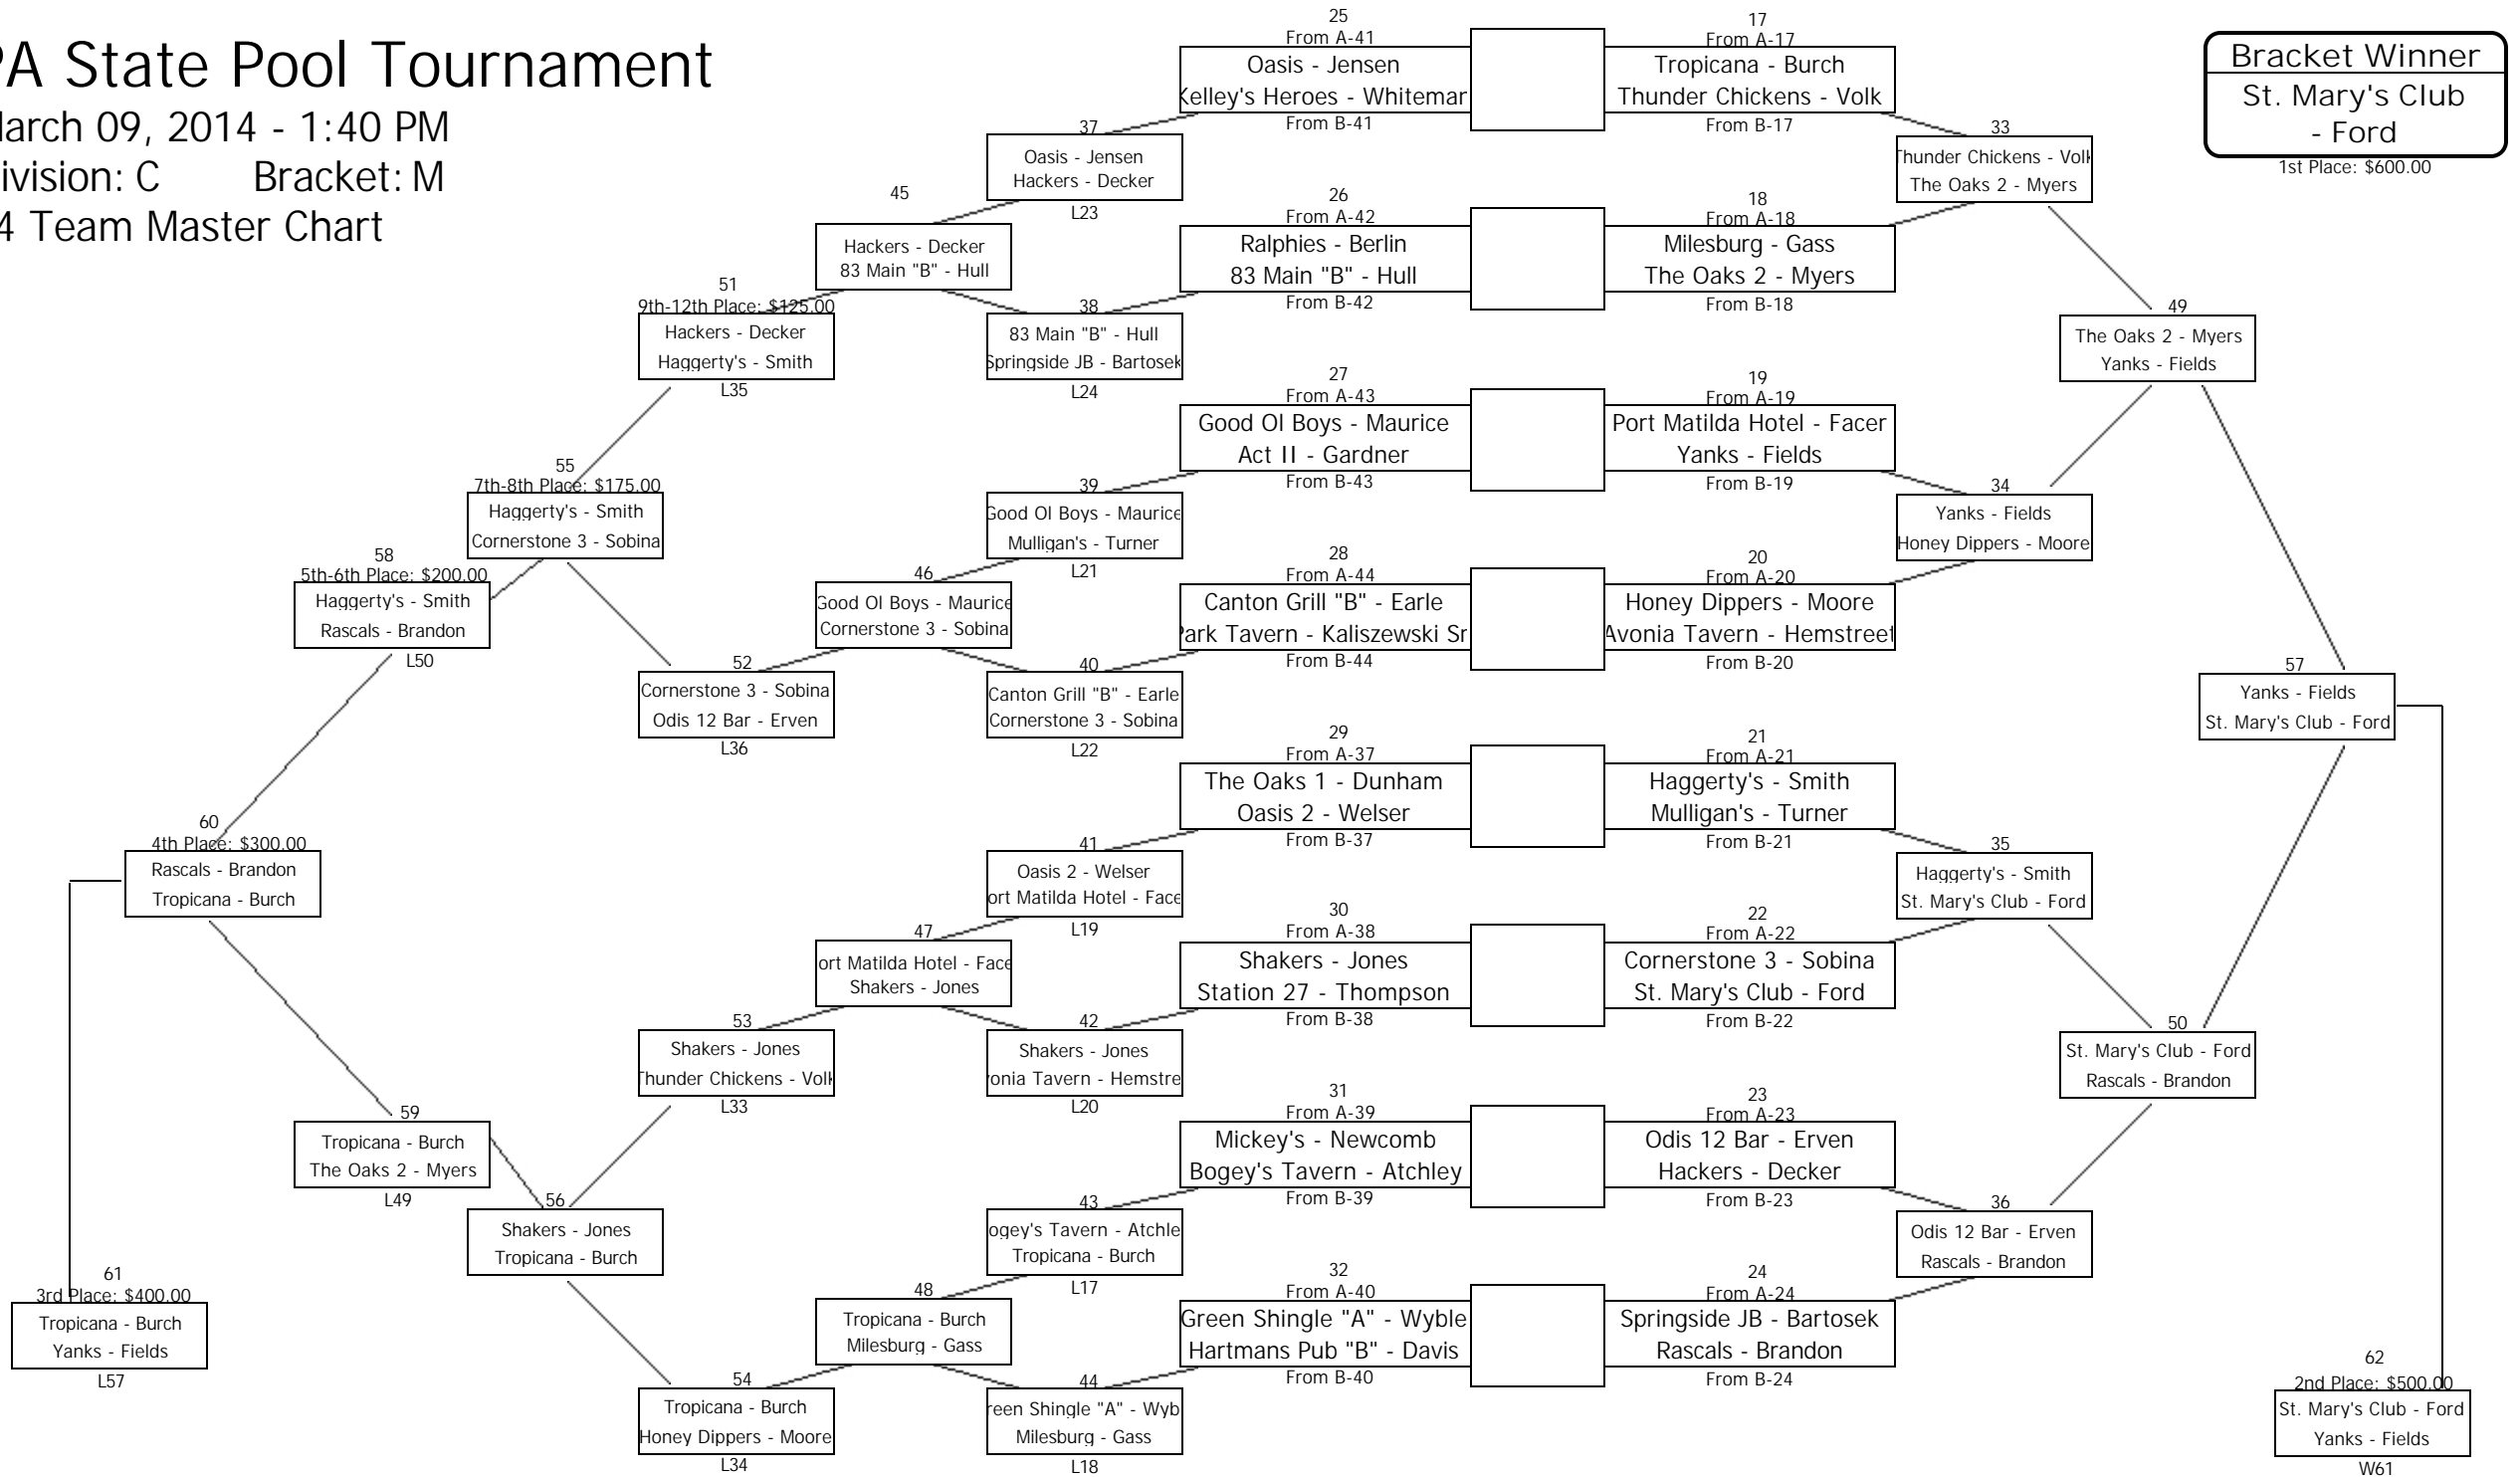 PA State Pool Tournament
March 09, 2014 - 1:40 PM
ivision: C Bracket: M
4 Team Master Chart
Bracket Winner
St. Mary's Club
- Ford
1st Place: $600.00
25
From A-41
Oasis - Jensen
Kelley's Heroes - Whiteman
From B-41
17
From A-17
Tropicana - Burch
Thunder Chickens - Volk
From B-17
37
Oasis - Jensen
Hackers - Decker
L23
33
Thunder Chickens - Volk
The Oaks 2 - Myers
45
Hackers - Decker
83 Main "B" - Hull
26
From A-42
Ralphies - Berlin
83 Main "B" - Hull
From B-42
18
From A-18
Milesburg - Gass
The Oaks 2 - Myers
From B-18
51
9th-12th Place: $125.00
Hackers - Decker
Haggerty's - Smith
L35
38
83 Main "B" - Hull
Springside JB - Bartosek
L24
49
The Oaks 2 - Myers
Yanks - Fields
27
From A-43
Good Ol Boys - Maurice
Act II - Gardner
From B-43
19
From A-19
Port Matilda Hotel - Facer
Yanks - Fields
From B-19
55
7th-8th Place: $175.00
Haggerty's - Smith
Cornerstone 3 - Sobina
39
Good Ol Boys - Maurice
Mulligan's - Turner
L21
34
Yanks - Fields
Honey Dippers - Moore
58
5th-6th Place: $200.00
Haggerty's - Smith
Rascals - Brandon
L50
46
Good Ol Boys - Maurice
Cornerstone 3 - Sobina
28
From A-44
Canton Grill "B" - Earle
Park Tavern - Kaliszewski Sr
From B-44
20
From A-20
Honey Dippers - Moore
Avonia Tavern - Hemstreet
From B-20
52
Cornerstone 3 - Sobina
Odis 12 Bar - Erven
L36
40
Canton Grill "B" - Earle
Cornerstone 3 - Sobina
L22
57
Yanks - Fields
St. Mary's Club - Ford
29
From A-37
The Oaks 1 - Dunham
Oasis 2 - Welser
From B-37
21
From A-21
Haggerty's - Smith
Mulligan's - Turner
From B-21
60
4th Place: $300.00
Rascals - Brandon
Tropicana - Burch
41
Oasis 2 - Welser
ort Matilda Hotel - Face
L19
35
Haggerty's - Smith
St. Mary's Club - Ford
47
ort Matilda Hotel - Face
Shakers - Jones
30
From A-38
Shakers - Jones
Station 27 - Thompson
From B-38
22
From A-22
Cornerstone 3 - Sobina
St. Mary's Club - Ford
From B-22
53
Shakers - Jones
Thunder Chickens - Volk
L33
42
Shakers - Jones
vonia Tavern - Hemstre
L20
50
St. Mary's Club - Ford
Rascals - Brandon
59
Tropicana - Burch
The Oaks 2 - Myers
L49
31
From A-39
Mickey's - Newcomb
Bogey's Tavern - Atchley
From B-39
23
From A-23
Odis 12 Bar - Erven
Hackers - Decker
From B-23
56
Shakers - Jones
Tropicana - Burch
43
ogey's Tavern - Atchle
Tropicana - Burch
L17
36
Odis 12 Bar - Erven
Rascals - Brandon
61
3rd Place: $400.00
Tropicana - Burch
Yanks - Fields
L57
48
Tropicana - Burch
Milesburg - Gass
32
From A-40
Green Shingle "A" - Wyble
Hartmans Pub "B" - Davis
From B-40
24
From A-24
Springside JB - Bartosek
Rascals - Brandon
From B-24
54
Tropicana - Burch
Honey Dippers - Moore
L34
44
reen Shingle "A" - Wyb
Milesburg - Gass
L18
62
2nd Place: $500.00
St. Mary's Club - Ford
Yanks - Fields
W61